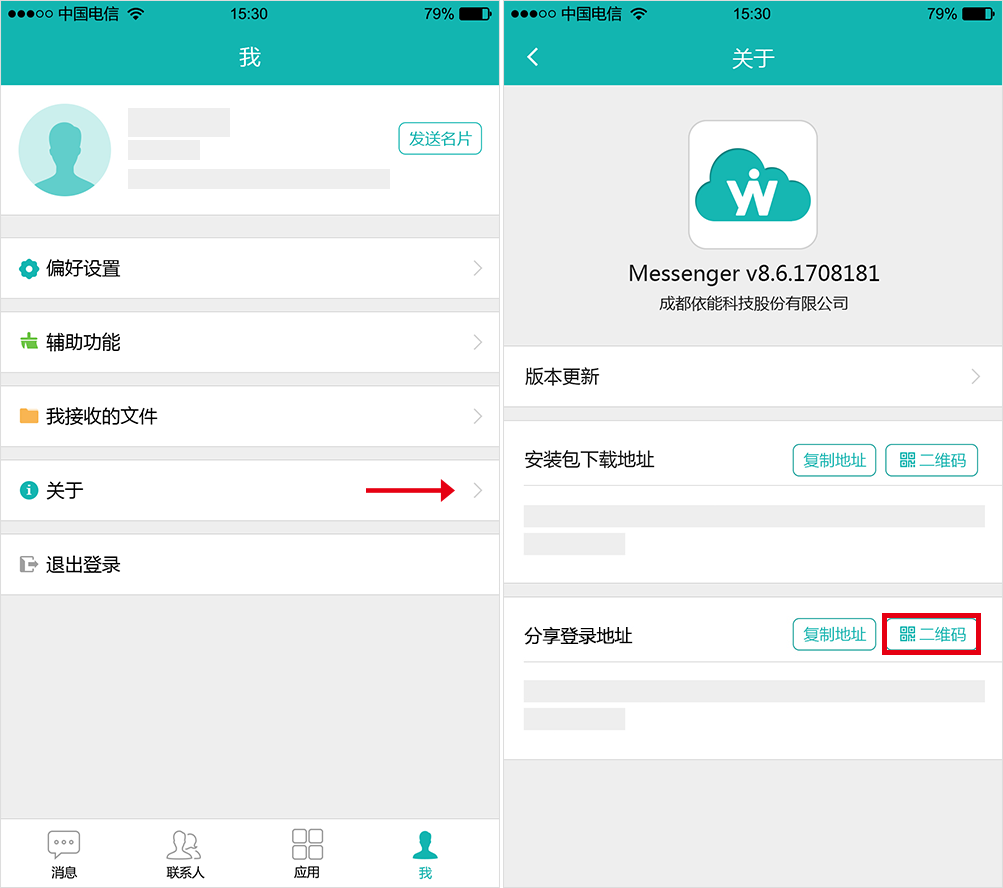 中国电信 15:30 79%
我
发送名片
偏好设置
辅助功能
我接收的文件
关于
退出登录
消息 联系人 应用 我
中国电信 15:30 79%
关于
YW
Messenger v8.6.1708181
成都依能科技股份有限公司
版本更新
安装包下载地址 复制地址 二维码
分享登录地址 复制地址 二维码